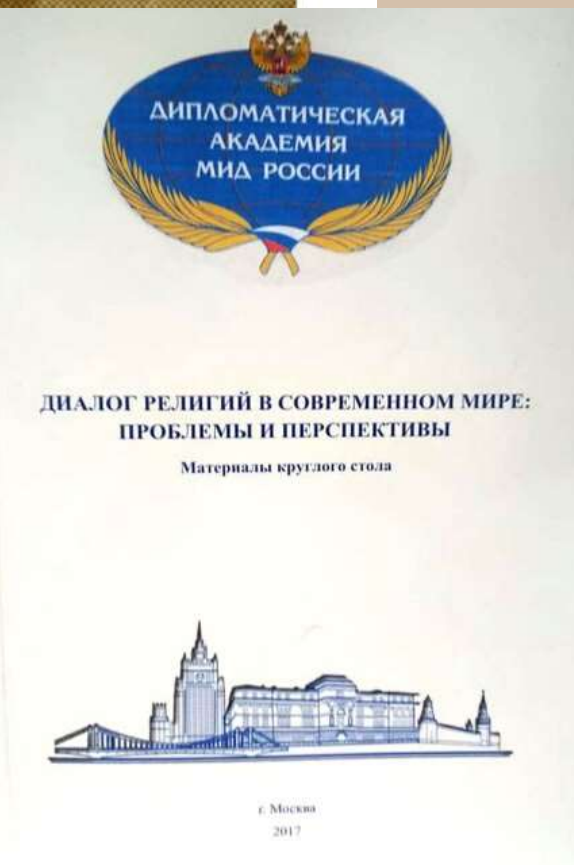 ДИПЛОМАТИЧЕСКАЯ
АКАДЕМИЯ
МИД РОССИИ
ДИАЛОГ РЕЛИГИЙ В СОВРЕМЕННОМ МИРЕ:
ПРОБЛЕМЫ И ПЕРСПЕКТИВЫ
Материалы круглого стола
г. Москва
2017